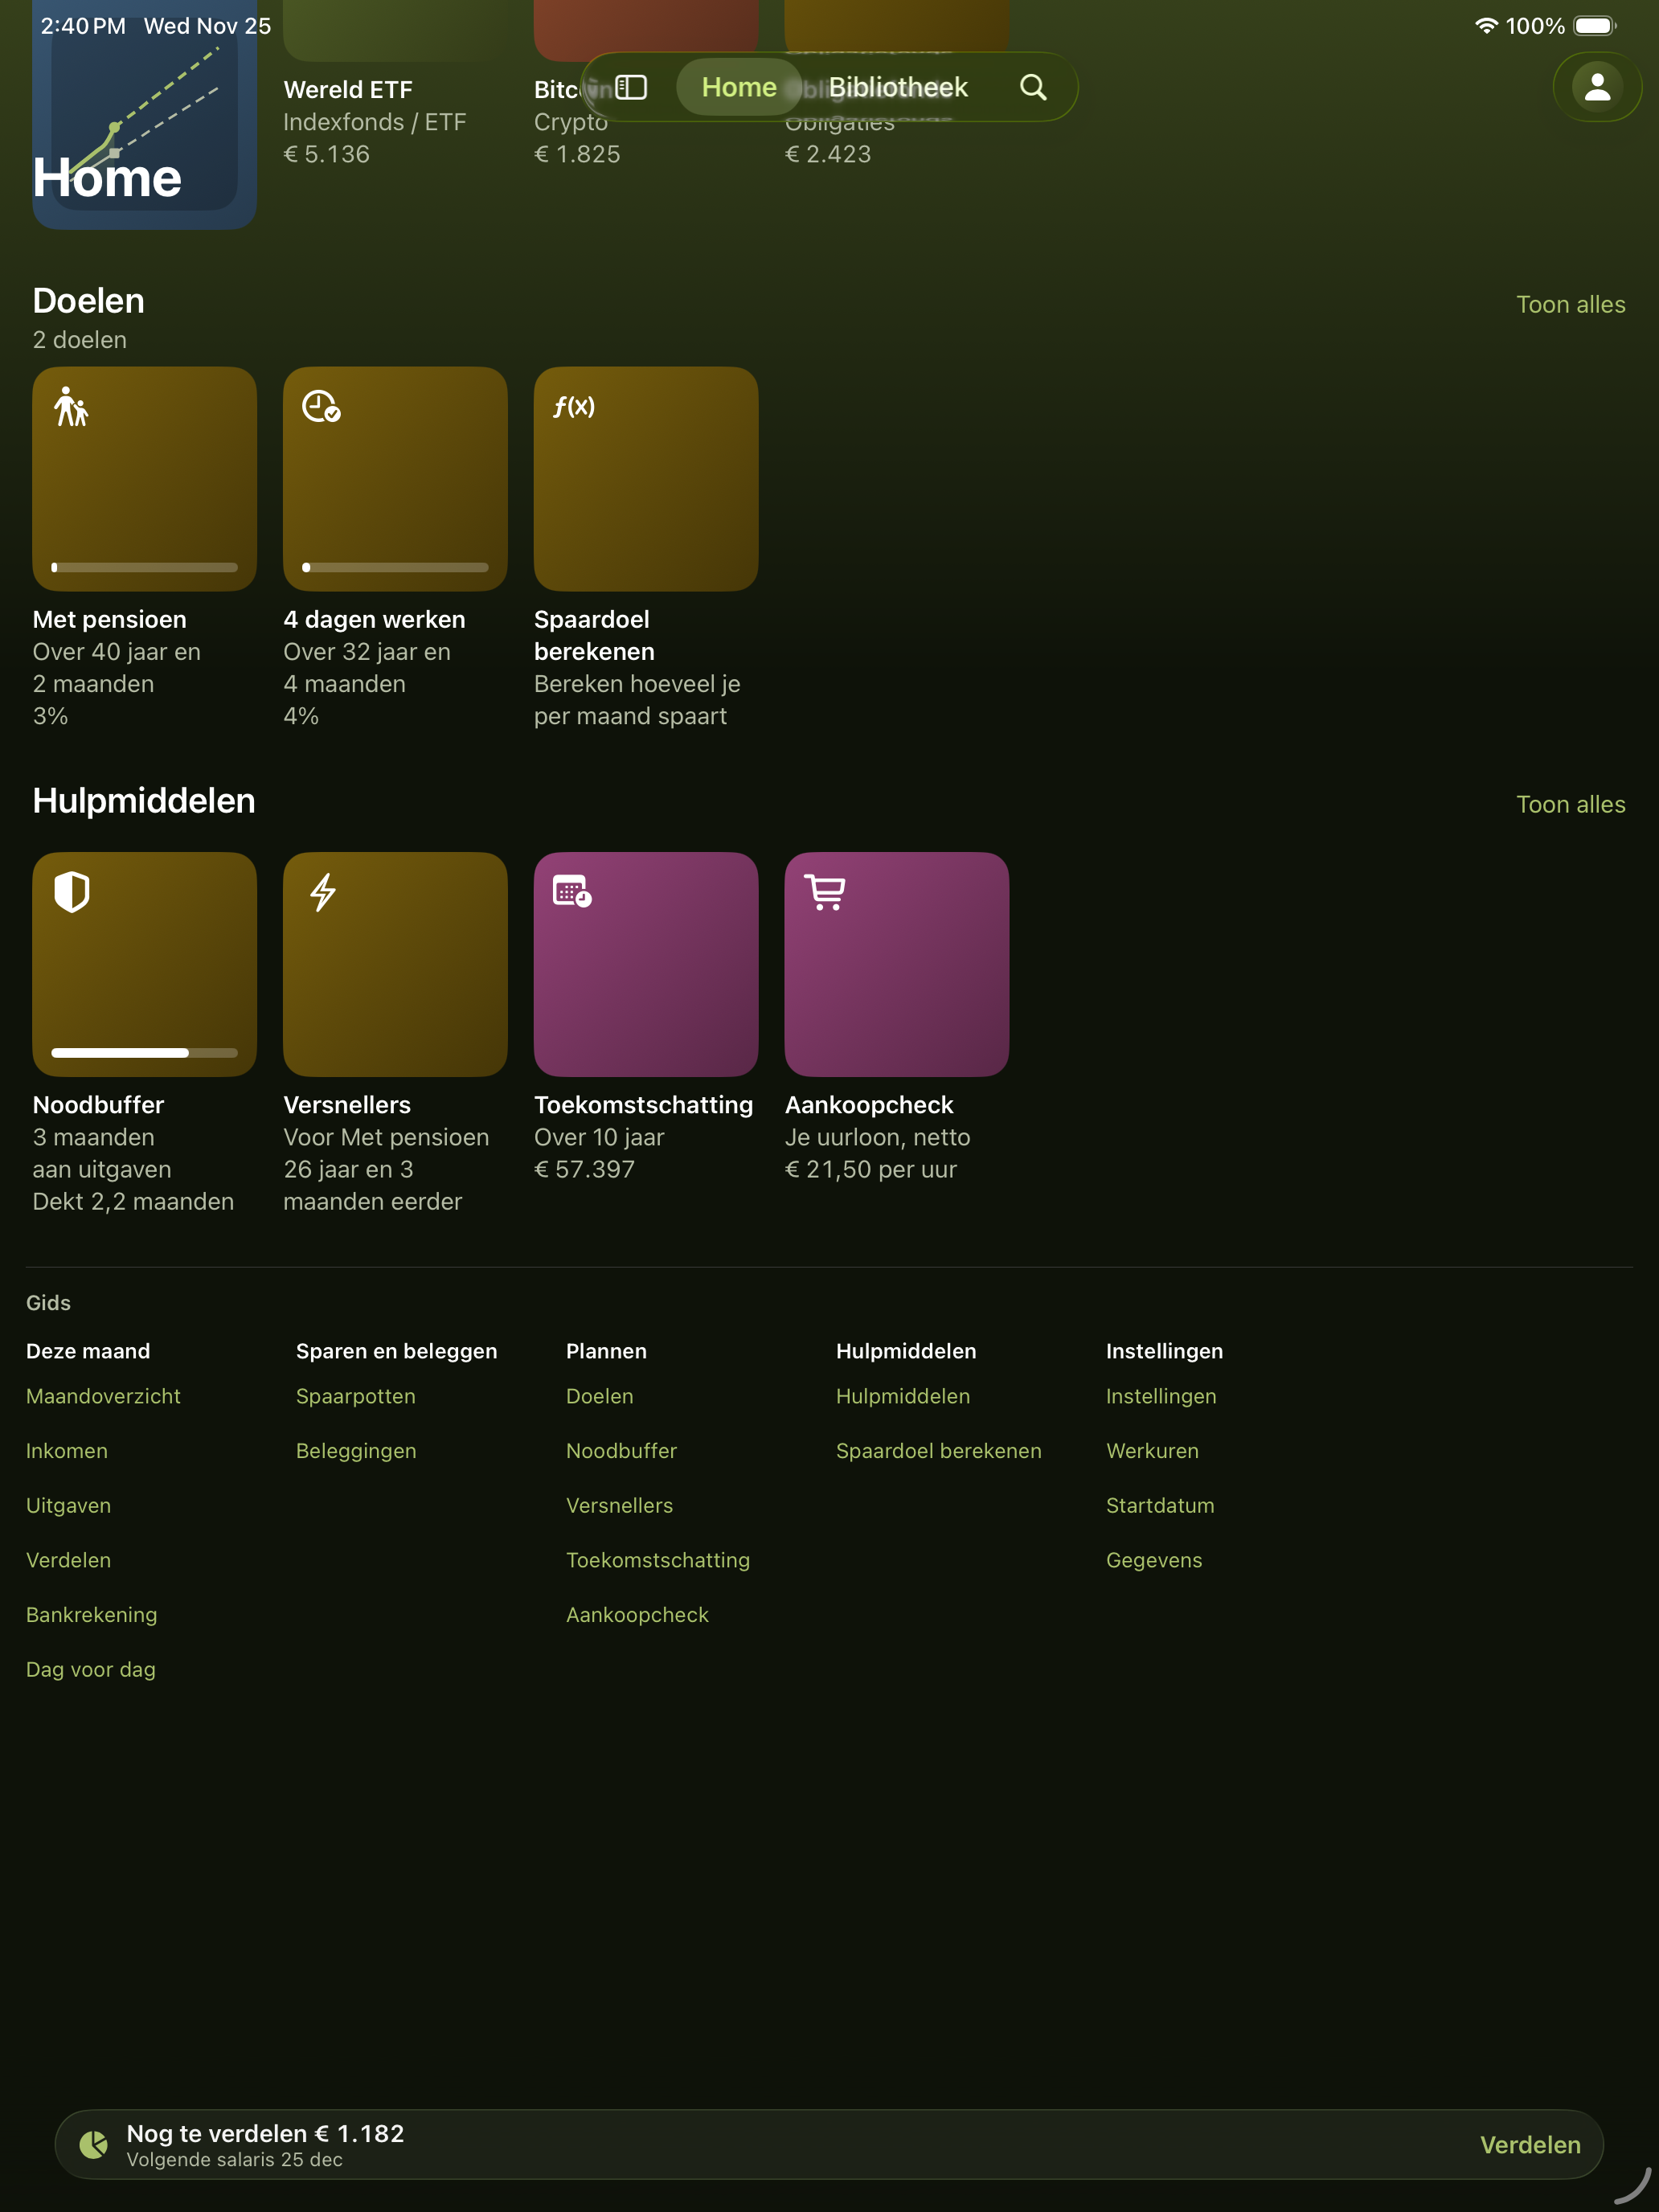 2:40 PM Wed Nov 25
100%
Home
Bibliotheek
Wereld ETF
Indexfonds / ETF
€ 5.136
Crypto
€ 1.825
Obligaties
€ 2.423
Home
Doelen
Toon alles
2 doelen
f(x)
Met pensioen
Over 40 jaar en
2 maanden
3%
4 dagen werken
Over 32 jaar en
4 maanden
4%
Spaardoel
berekenen
Bereken hoeveel je
per maand spaart
Hulpmiddelen
Toon alles
Noodbuffer
3 maanden
aan uitgaven
Dekt 2,2 maanden
Versnellers
Voor Met pensioen
26 jaar en 3
maanden eerder
Toekomstschatting
Over 10 jaar
€ 57.397
Aankoopcheck
Je uurloon, netto
€ 21,50 per uur
Gids
Deze maand
Maandoverzicht
Inkomen
Uitgaven
Verdelen
Bankrekening
Dag voor dag
Sparen en beleggen
Spaarpotten
Beleggingen
Plannen
Doelen
Noodbuffer
Versnellers
Toekomstschatting
Aankoopcheck
Hulpmiddelen
Hulpmiddelen
Spaardoel berekenen
Instellingen
Instellingen
Werkuren
Startdatum
Gegevens
Nog te verdelen € 1.182
Volgende salaris 25 dec
Verdelen